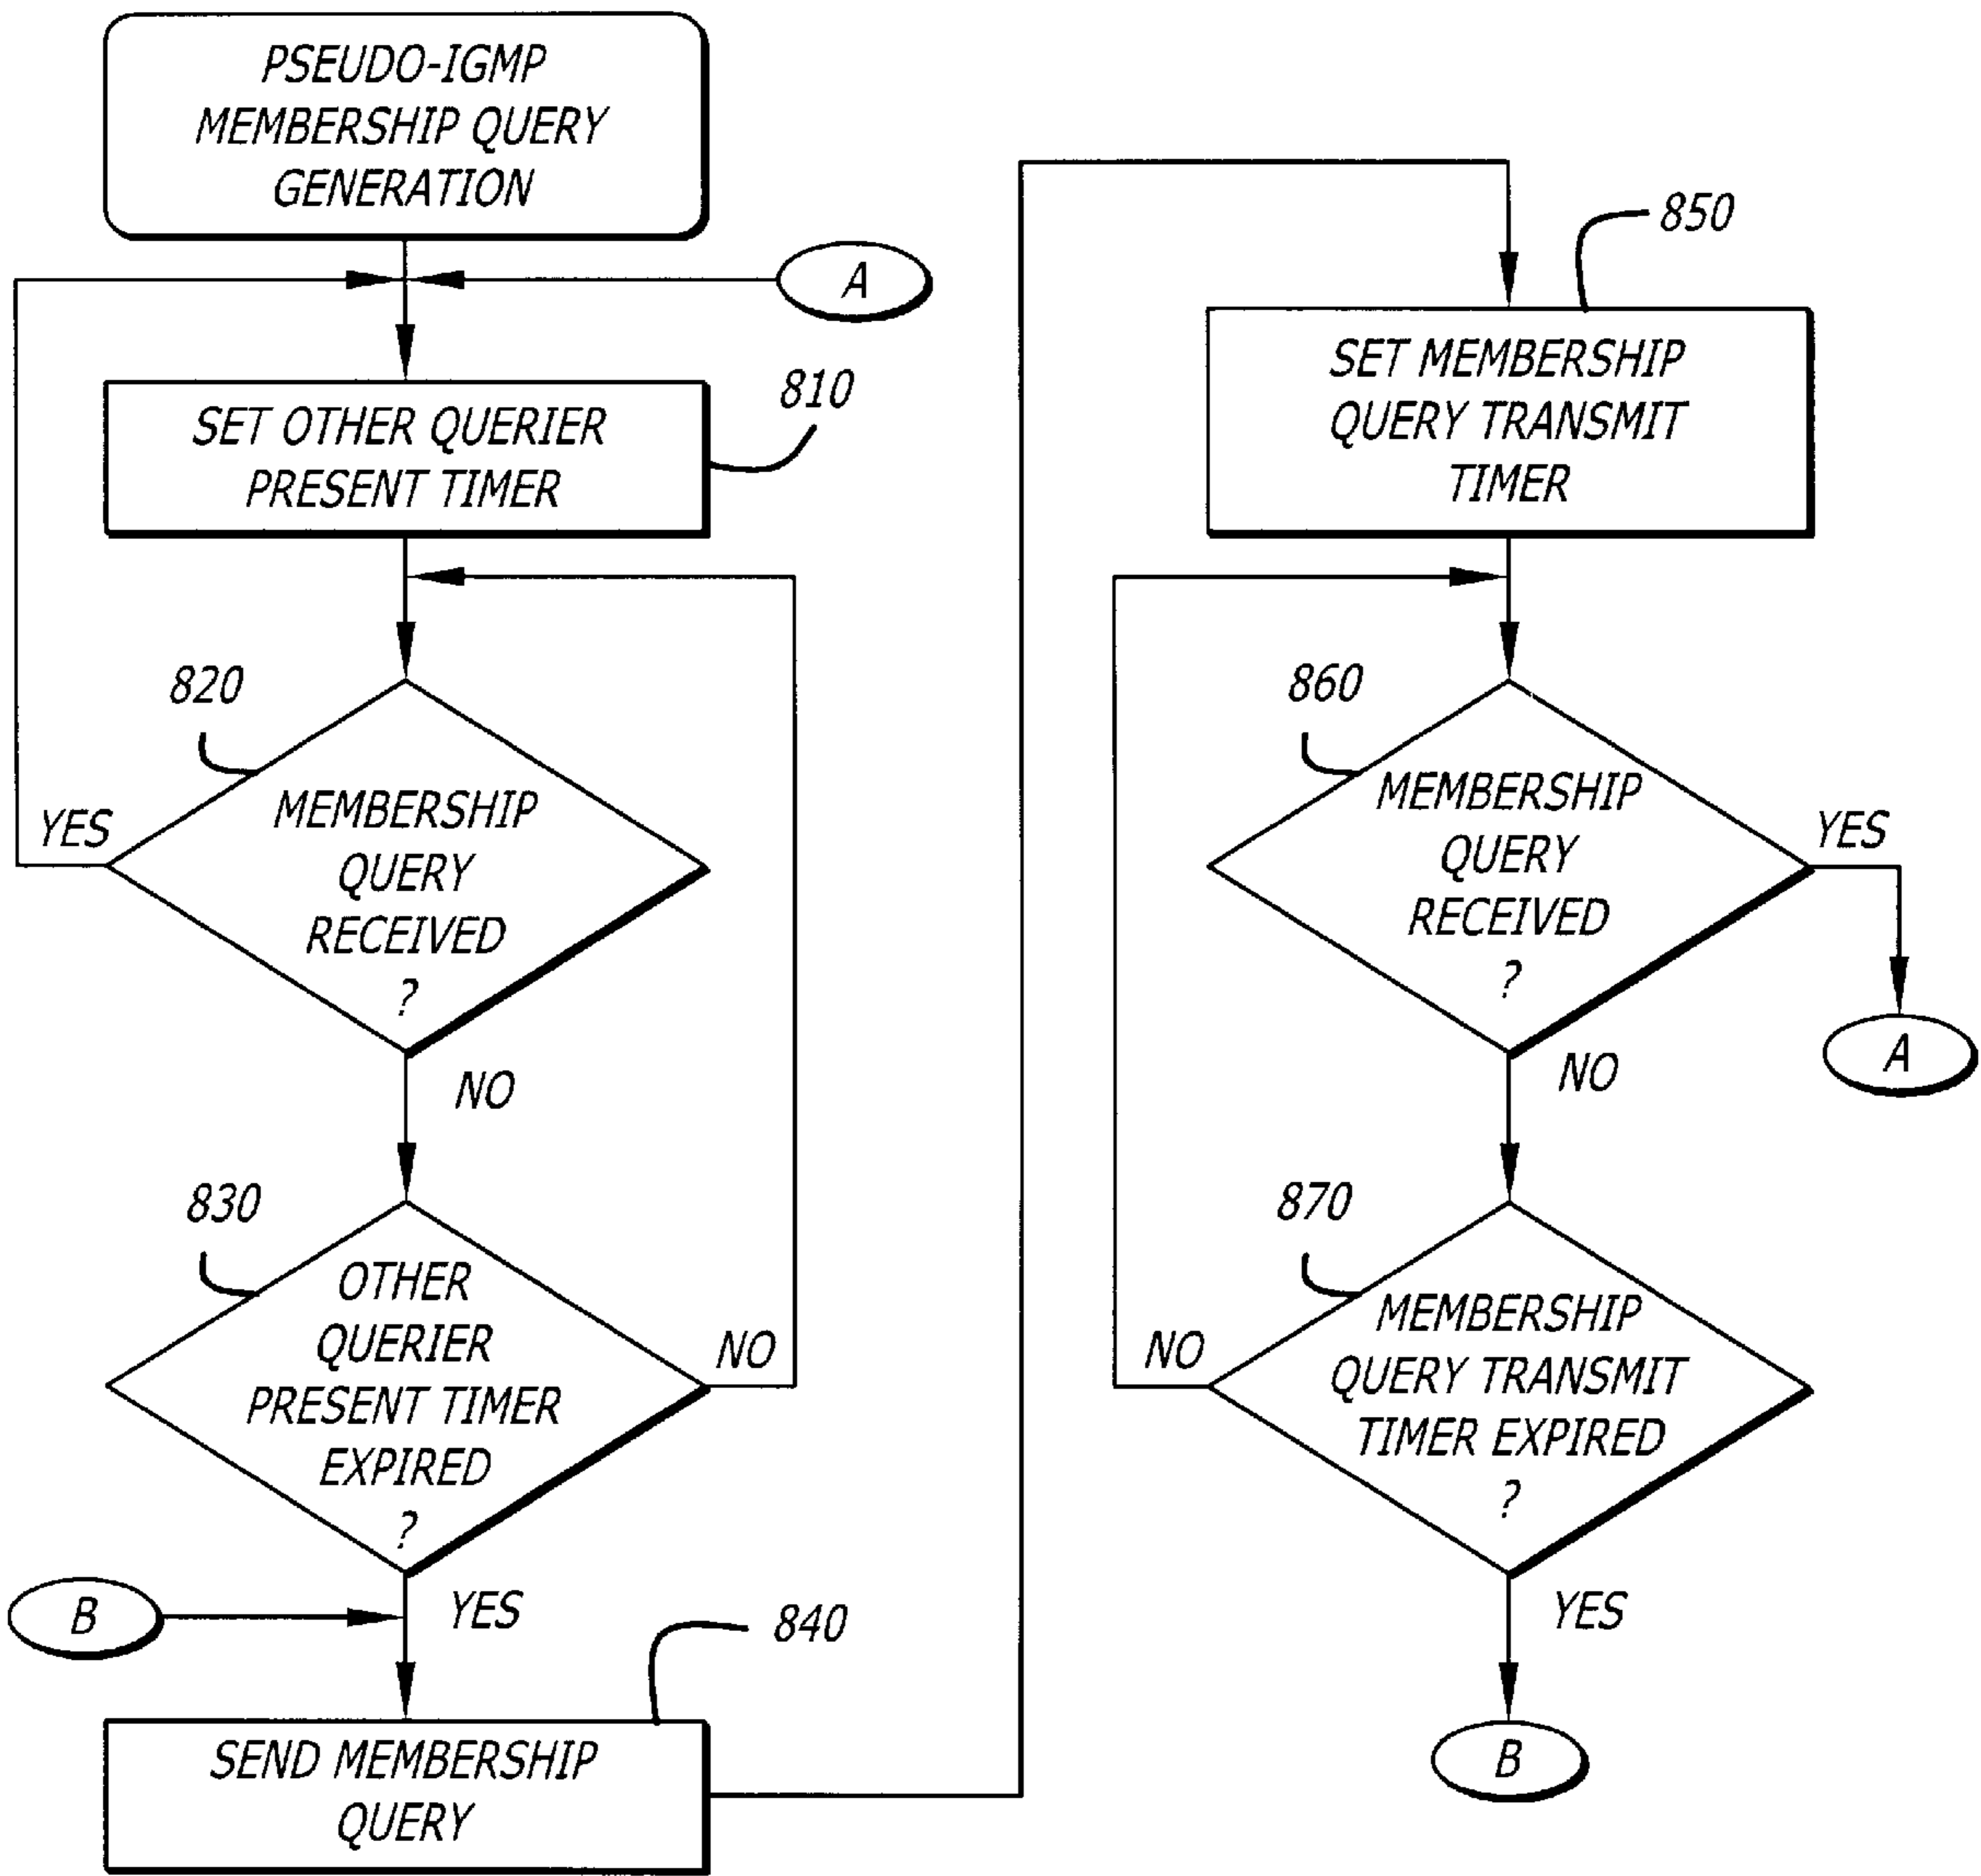 PSEUDO-IGMP
MEMBERSHIP QUERY
GENERATION
A
810
SET OTHER QUERIER
PRESENT TIMER
820
MEMBERSHIP
QUERY
RECEIVED
?
YES
NO
830
OTHER
QUERIER
PRESENT TIMER
EXPIRED
?
NO
YES
B
840
SEND MEMBERSHIP
QUERY
850
SET MEMBERSHIP
QUERY TRANSMIT
TIMER
860
MEMBERSHIP
QUERY
RECEIVED
?
YES
A
NO
870
MEMBERSHIP
QUERY TRANSMIT
TIMER EXPIRED
?
NO
YES
B